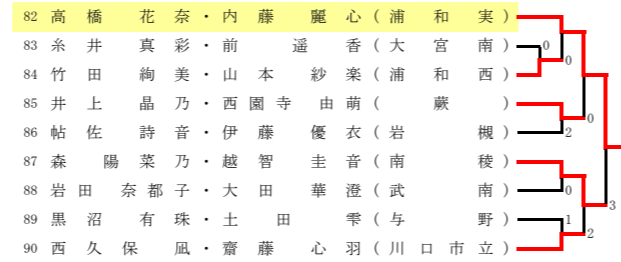 82 高橋 花奈・内藤 麗心(浦和実)
83 糸井 真彩・前 遥香(大宮南) 0
84 竹田 絢美・山本 紗楽(浦和西) 0
85 井上 晶乃・西園寺 由萌(蕨) 0
86 帖佐 詩音・伊藤 優衣(岩槻) 2
87 森 陽菜乃・越智 圭音(南稜)
88 岩田 奈都子・大田 華澄(武南) 0 3
89 黒沼 有珠・土田 雫(与野) 1 2
90 西久保 凪・齋藤 心羽(川口市立)